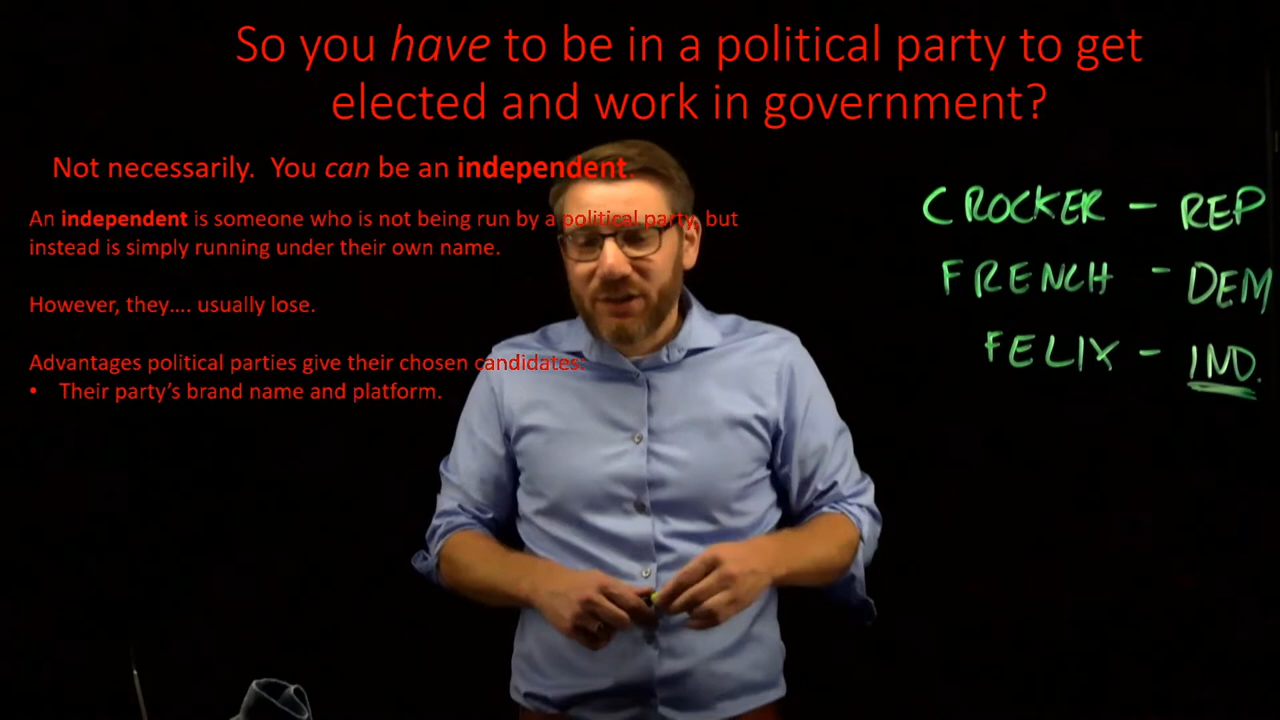 So you have to be in a political party to get
elected and work in government?
Not necessarily. You can be an independent.
An independent is someone who is not being run by a political party, but
instead is simply running under their own name.
However, they.... usually lose.
Advantages political parties give their chosen candidates:
• Their party's brand name and platform.
CROCKER - REP
FRENCH - DEM
FELIX - IND.